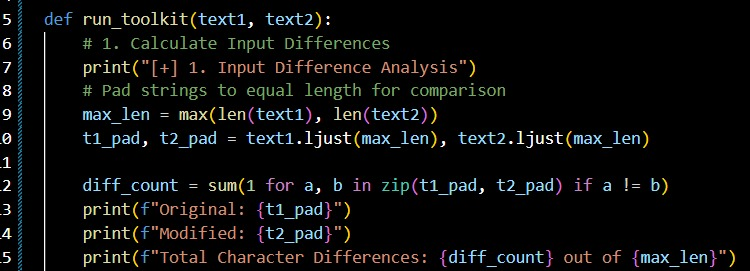 5 def run_toolkit(text1, text2):
6     # 1. Calculate Input Differences
7     print("[+] 1. Input Difference Analysis")
8     # Pad strings to equal length for comparison
9     max_len = max(len(text1), len(text2))
.0     t1_pad, t2_pad = text1.ljust(max_len), text2.ljust(max_len)
.1
.2     diff_count = sum(1 for a, b in zip(t1_pad, t2_pad) if a != b)
.3     print(f"Original: {t1_pad}")
.4     print(f"Modified: {t2_pad}")
.5     print(f"Total Character Differences: {diff_count} out of {max_len}")